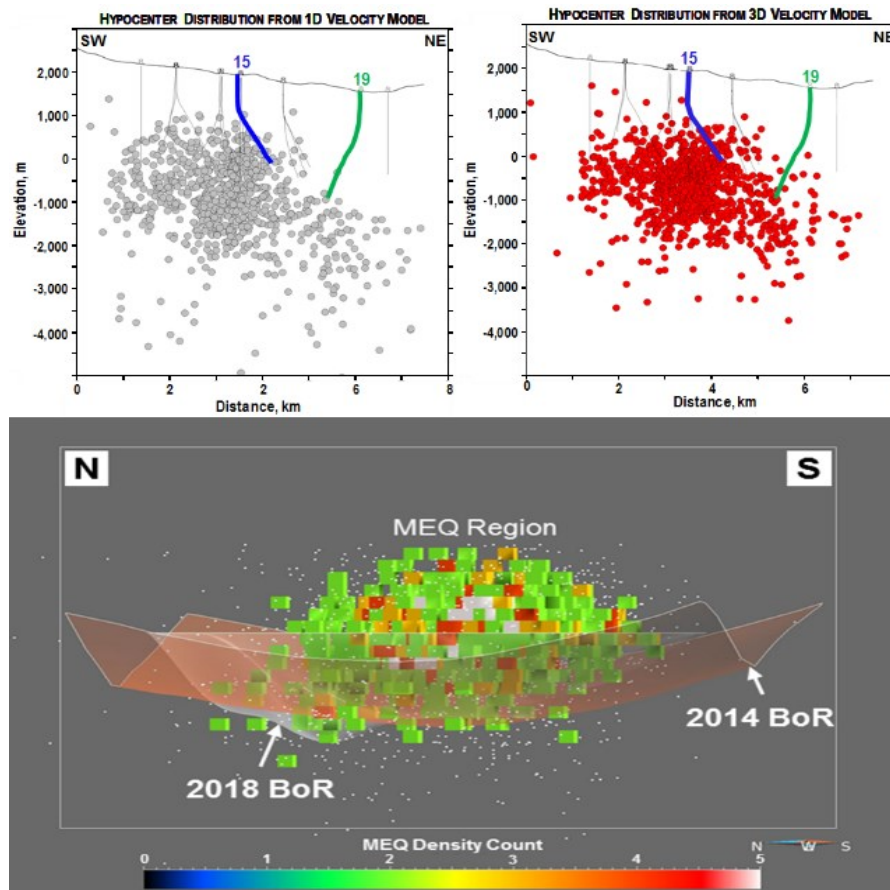 HYPOCENTER DISTRIBUTION FROM 1D VELOCITY MODEL
SW
NE
15
19
2,000
1,000
0
-1,000
-2,000
-3,000
-4,000
Elevation, m
0
2
2
6
8
Distance, km
HYPOCENTER DISTRIBUTION FROM 3D VELOCITY MODEL
SW
NE
15
19
2,000
1,000
0
-1,000
-2,000
-3,000
-4,000
Elevation, m
0
2
4
6
Distance, km
N
S
MEQ Region
2014 BoR
2018 BoR
MEQ Density Count
0
1
2
3
4
5
N W S